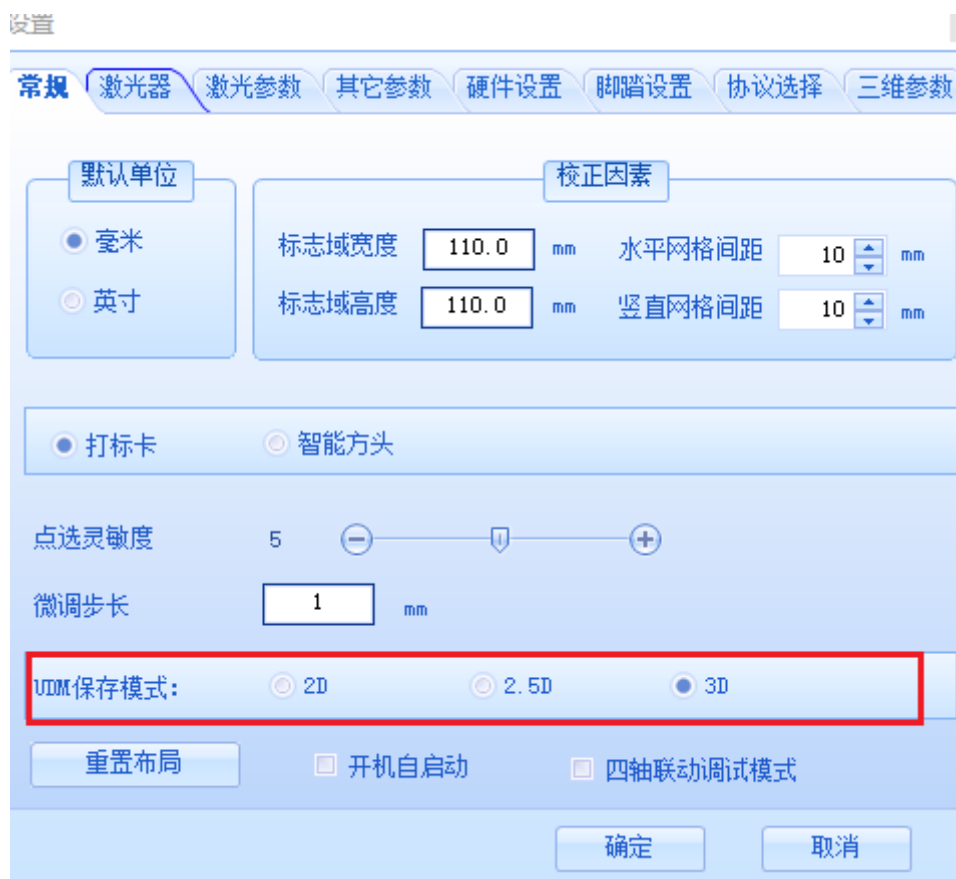 设置
常规 激光器 激光参数 其它参数 硬件设置 脚踏设置 协议选择 三维参数
默认单位 校正因素
毫米 标志域宽度 110.0 mm 水平网格间距 10 mm
英寸 标志域高度 110.0 mm 竖直网格间距 10 mm
打标卡 智能方头
点选灵敏度 5
微调步长 1 mm
UDM保存模式: 2D 2.5D 3D
重置布局 开机自启动 四轴联动调试模式
确定 取消